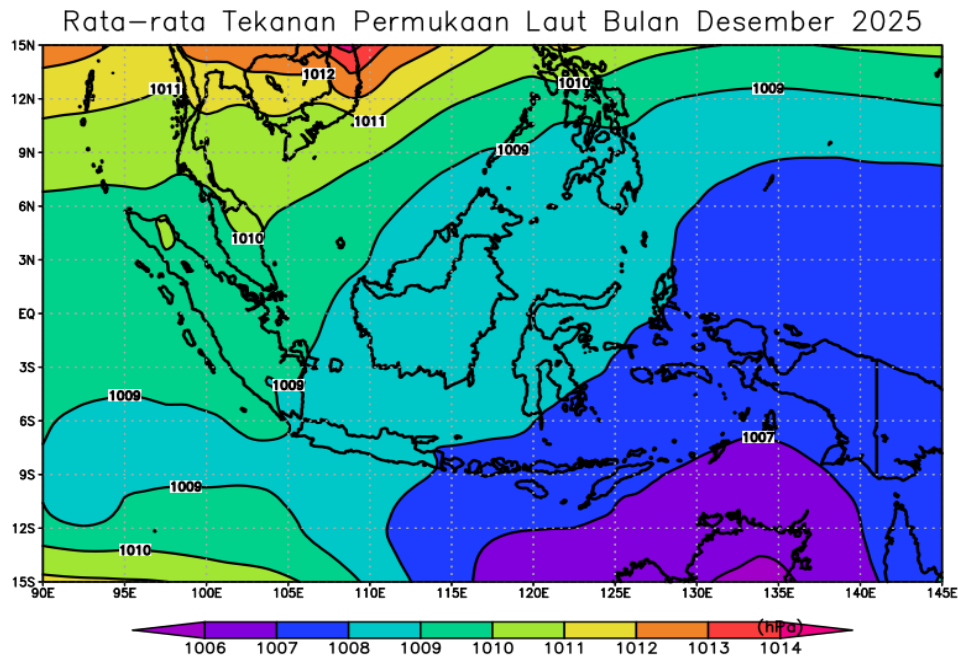 Rata-rata Tekanan Permukaan Laut Bulan Desember 2025
15N
1012
1010
1011
1009
12N
1011
9N
1009
6N
1010
3N
EQ
3S
1009
1009
6S
1007
9S
1009
12S
1010
15S
90E 95E 100E 105E 110E 115E 120E 125E 130E 135E 140E 145E
(hPa)
1006 1007 1008 1009 1010 1011 1012 1013 1014